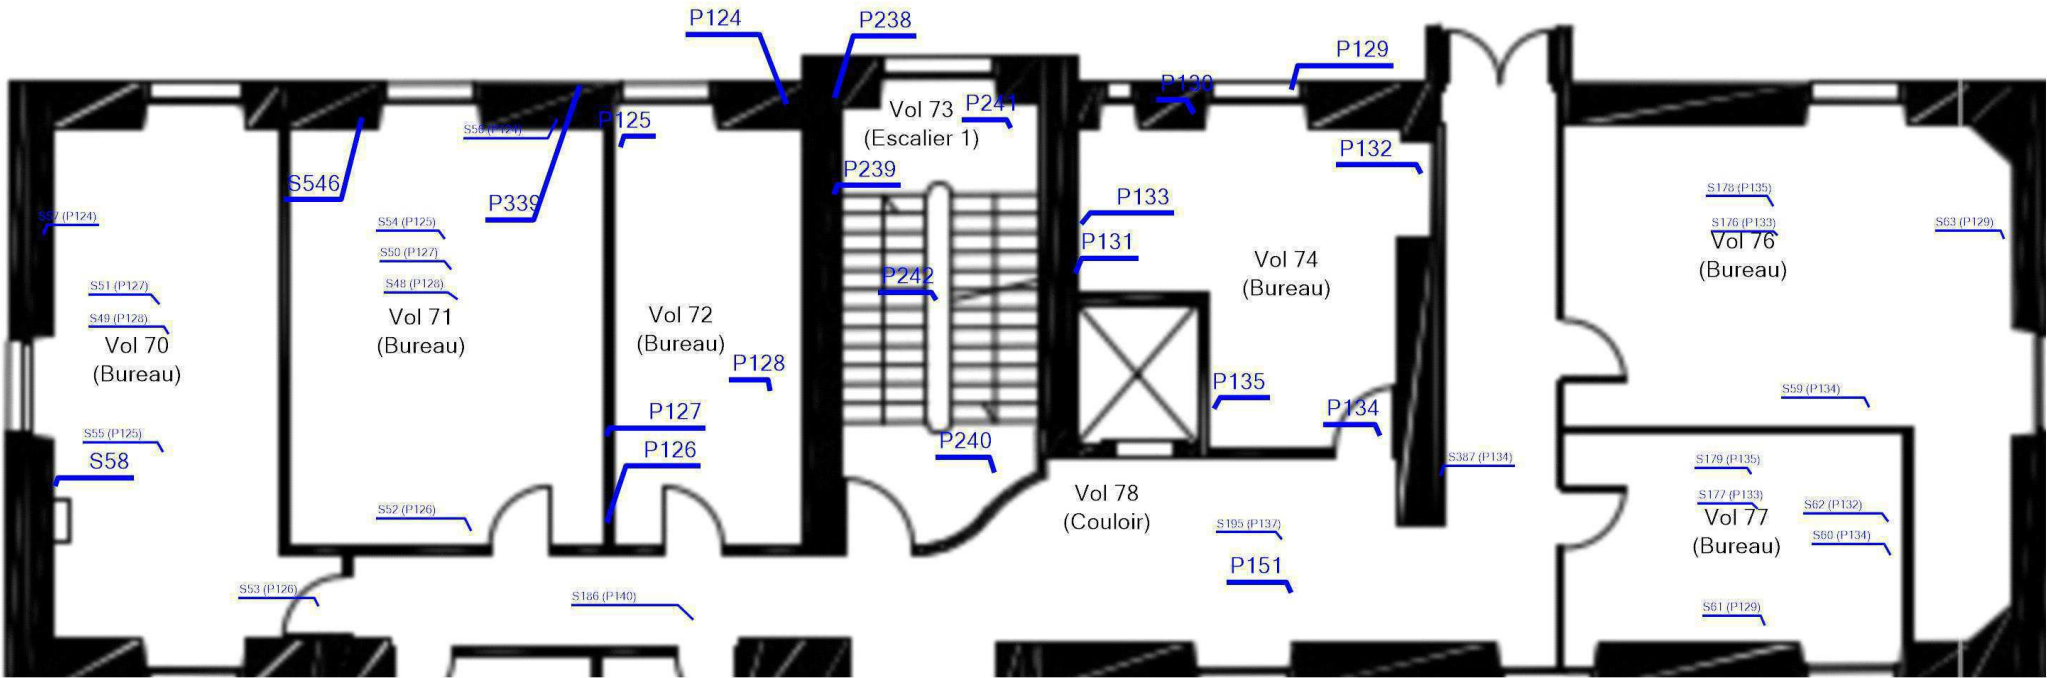 P124
P238
P129
P130
Vol 73
(Escalier 1)
P241
S56 (P124)
P125
P132
S546
P339
P239
P133
S178 (P135)
S57 (P124)
S54 (P125)
S176 (P133)
S63 (P129)
P131
Vol 76
(Bureau)
S50 (P127)
Vol 74
(Bureau)
S51 (P127)
S48 (P128)
P242
S49 (P128)
Vol 71
(Bureau)
Vol 72
(Bureau)
Vol 70
(Bureau)
P128
P135
S59 (P134)
P127
P134
S55 (P125)
P126
P240
S58
S387 (P134)
S179 (P135)
Vol 78
(Couloir)
S177 (P133)
Vol 77
(Bureau)
S62 (P132)
S52 (P126)
S195 (P137)
S60 (P134)
P151
S53 (P126)
S186 (P140)
S61 (P129)